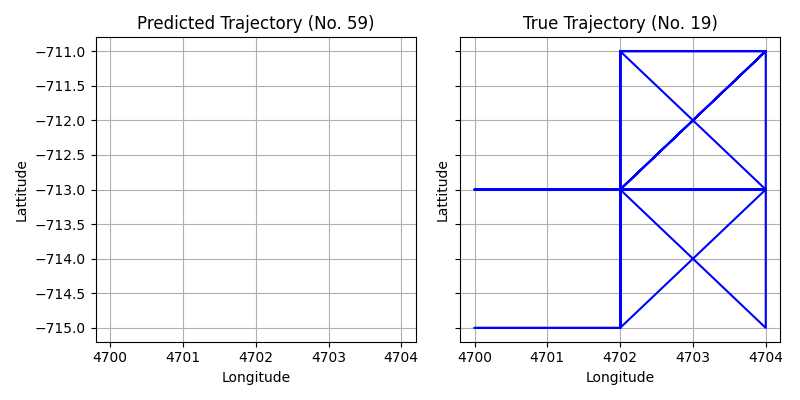 Predicted Trajectory (No. 59)
True Trajectory (No. 19)
Lattitude
−711.0
−711.5
−712.0
−712.5
−713.0
−713.5
−714.0
−714.5
−715.0
4700 4701 4702 4703 4704
Longitude
Lattitude
4700 4701 4702 4703 4704
Longitude